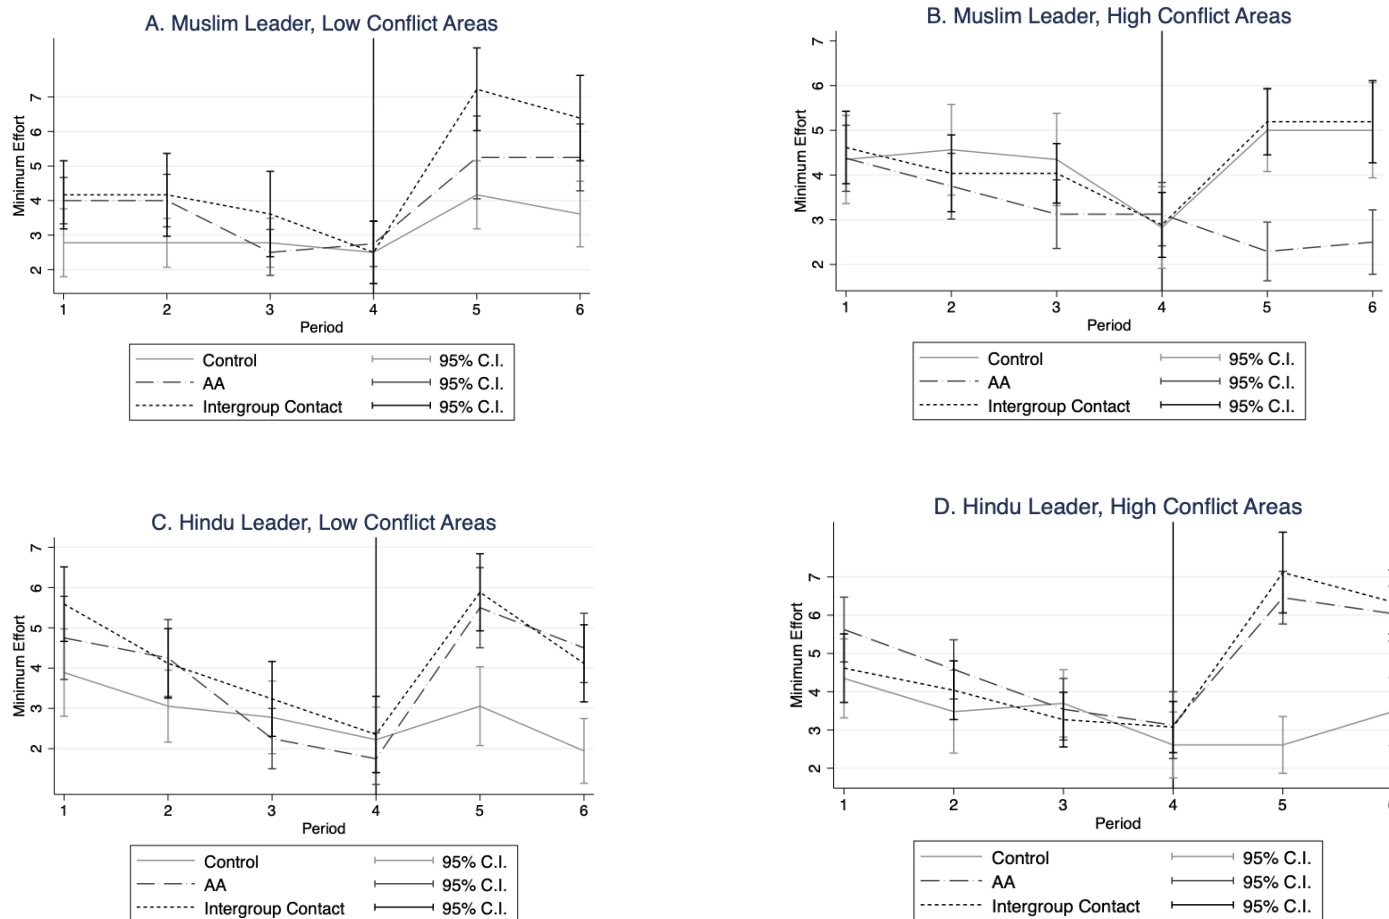 A. Muslim Leader, Low Conflict Areas
Minimum Effort
7
6
5
4
3
2
1 2 3 4 5 6
Period
Control 95% C.I.
AA 95% C.I.
Intergroup Contact 95% C.I.
B. Muslim Leader, High Conflict Areas
Minimum Effort
7
6
5
4
3
2
1 2 3 4 5 6
Period
Control 95% C.I.
AA 95% C.I.
Intergroup Contact 95% C.I.
C. Hindu Leader, Low Conflict Areas
Minimum Effort
7
6
5
4
3
2
1 2 3 4 5 6
Period
Control 95% C.I.
AA 95% C.I.
Intergroup Contact 95% C.I.
D. Hindu Leader, High Conflict Areas
Minimum Effort
7
6
5
4
3
2
1 2 3 4 5
Period
Control 95% C.I.
AA 95% C.I.
Intergroup Contact 95% C.I.